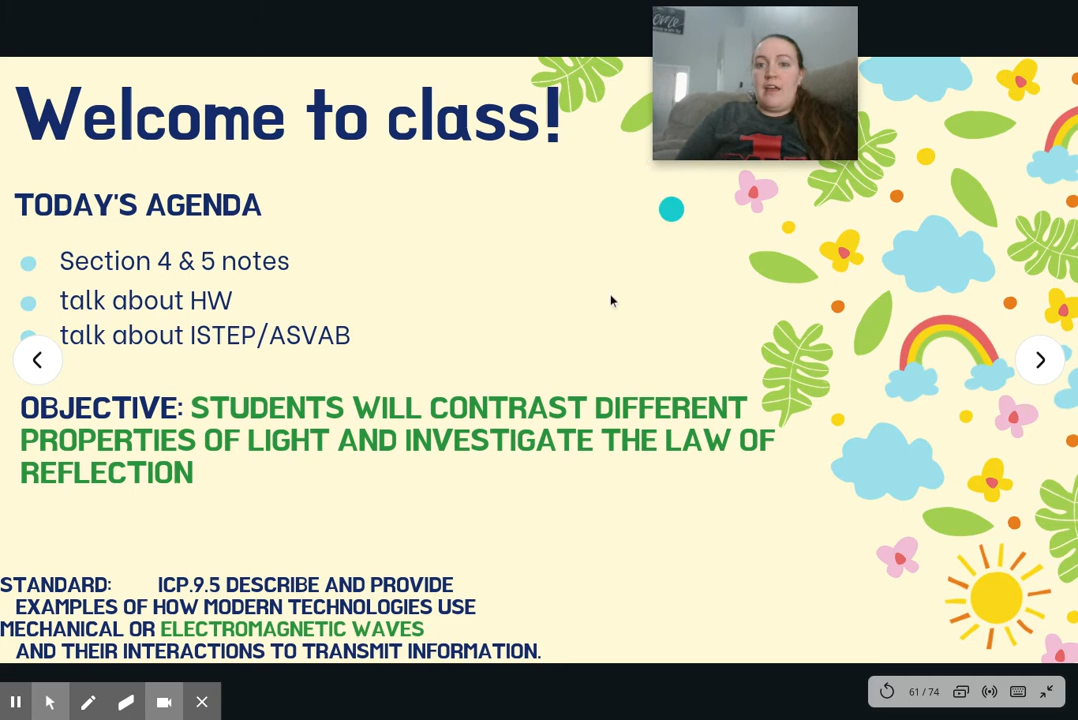 Welcome to class!
TODAY'S AGENDA
Section 4 & 5 notes
talk about HW
talk about ISTEP/ASVAB
OBJECTIVE: STUDENTS WILL CONTRAST DIFFERENT
PROPERTIES OF LIGHT AND INVESTIGATE THE LAW OF
REFLECTION
STANDARD: ICP.9.5 DESCRIBE AND PROVIDE
EXAMPLES OF HOW MODERN TECHNOLOGIES USE
MECHANICAL OR ELECTROMAGNETIC WAVES
AND THEIR INTERACTIONS TO TRANSMIT INFORMATION.
61 / 74